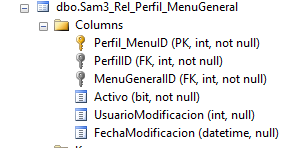 dbo.Sam3_Rel_Perfil_MenuGeneral
Columns
Perfil_MenuID (PK, int, not null)
PerfilID (FK, int, not null)
MenuGeneralID (FK, int, not null)
Activo (bit, not null)
UsuarioModificacion (int, null)
FechaModificacion (datetime, null)